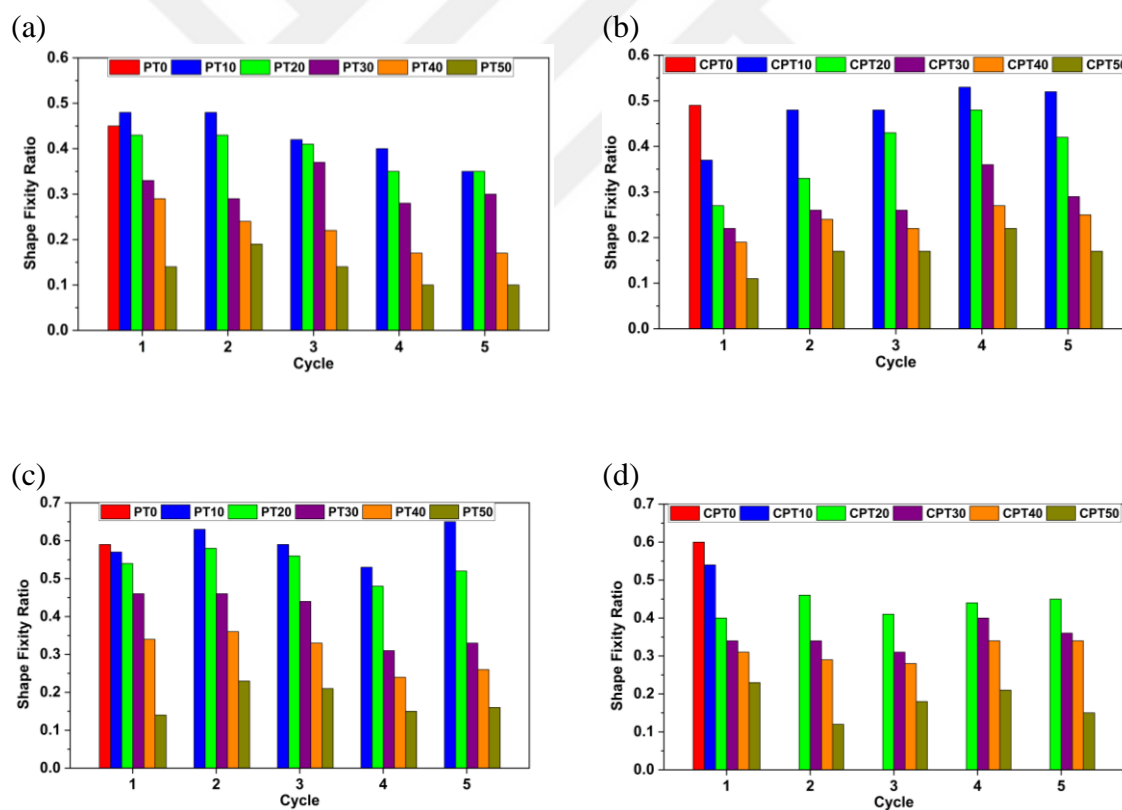 (a)
PT0 PT10 PT20 PT30 PT40 PT50
0.6
0.5
0.4
0.3
0.2
0.1
0.0
Shape Fixity Ratio
1 2 3 4 5
Cycle
(b)
CPT0 CPT10 CPT20 CPT30 CPT40 CPT50
0.6
0.5
0.4
0.3
0.2
0.1
0.0
Shape Fixity Ratio
1 2 3 4 5
Cycle
(c)
PT0 PT10 PT20 PT30 PT40 PT50
0.7
0.6
0.5
0.4
0.3
0.2
0.1
0.0
Shape Fixity Ratio
1 2 3 4 5
Cycle
(d)
CPT0 CPT10 CPT20 CPT30 CPT40 CPT50
0.7
0.6
0.5
0.4
0.3
0.2
0.1
0.0
Shape Fixity Ratio
1 2 3 4 5
Cycle